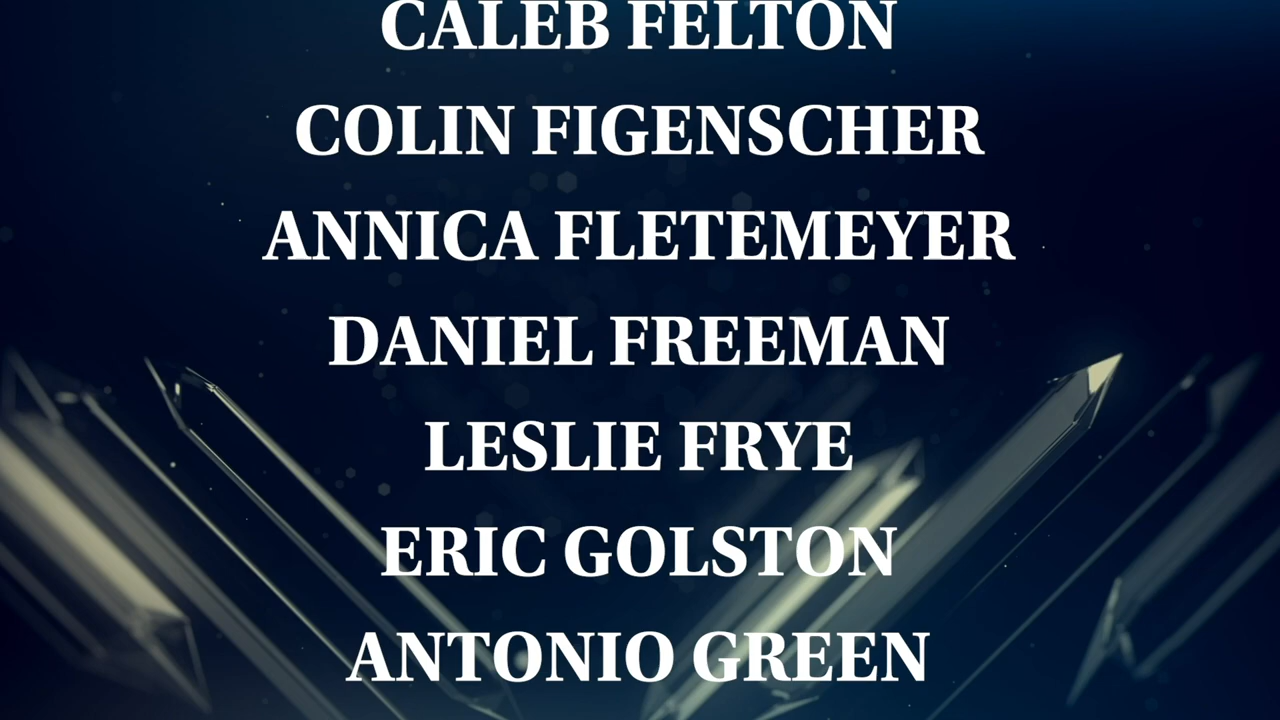 CALEB FELTON
COLIN FIGENSCHER
ANNICA FLETEMEYER
DANIEL FREEMAN
LESLIE FRYE
ERIC GOLSTON
ANTONIO GREEN